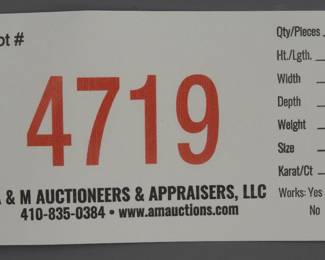 ot #
4719
A & M AUCTIONEERS & APPRAISERS, LLC
410-835-0384 • www.amauctions.com
Qty/Pieces
Ht./Lgth.
Width
Depth
Weight
Size
Karat/Ct
Works: Yes
No